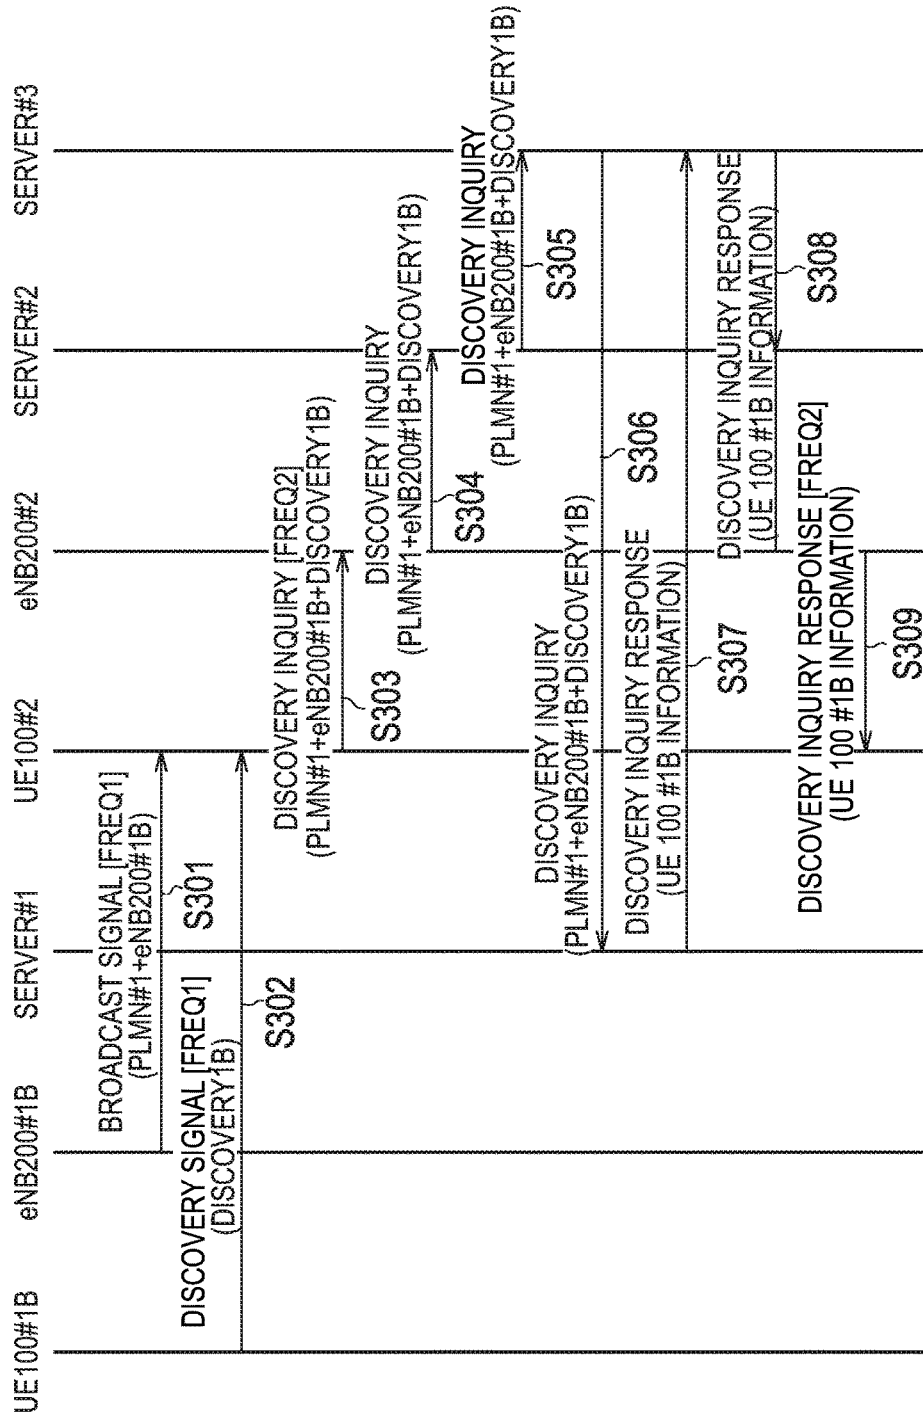 UE100#1B
eNB200#1B
SERVER#1
UE100#2
eNB200#2
SERVER#2
SERVER#3
BROADCAST SIGNAL [FREQ1]
(PLMN#1+eNB200#1B)
S301
DISCOVERY SIGNAL [FREQ1]
(DISCOVERY1B)
S302
DISCOVERY INQUIRY [FREQ2]
(PLMN#1+eNB200#1B+DISCOVERY1B)
S303
DISCOVERY INQUIRY
(PLMN#1+eNB200#1B+DISCOVERY1B)
S304
DISCOVERY INQUIRY
(PLMN#1+eNB200#1B+DISCOVERY1B)
S305
DISCOVERY INQUIRY
(PLMN#1+eNB200#1B+DISCOVERY1B)
S306
DISCOVERY INQUIRY RESPONSE
(UE 100 #1B INFORMATION)
S307
DISCOVERY INQUIRY RESPONSE
(UE 100 #1B INFORMATION)
S308
DISCOVERY INQUIRY RESPONSE [FREQ2]
(UE 100 #1B INFORMATION)
S309